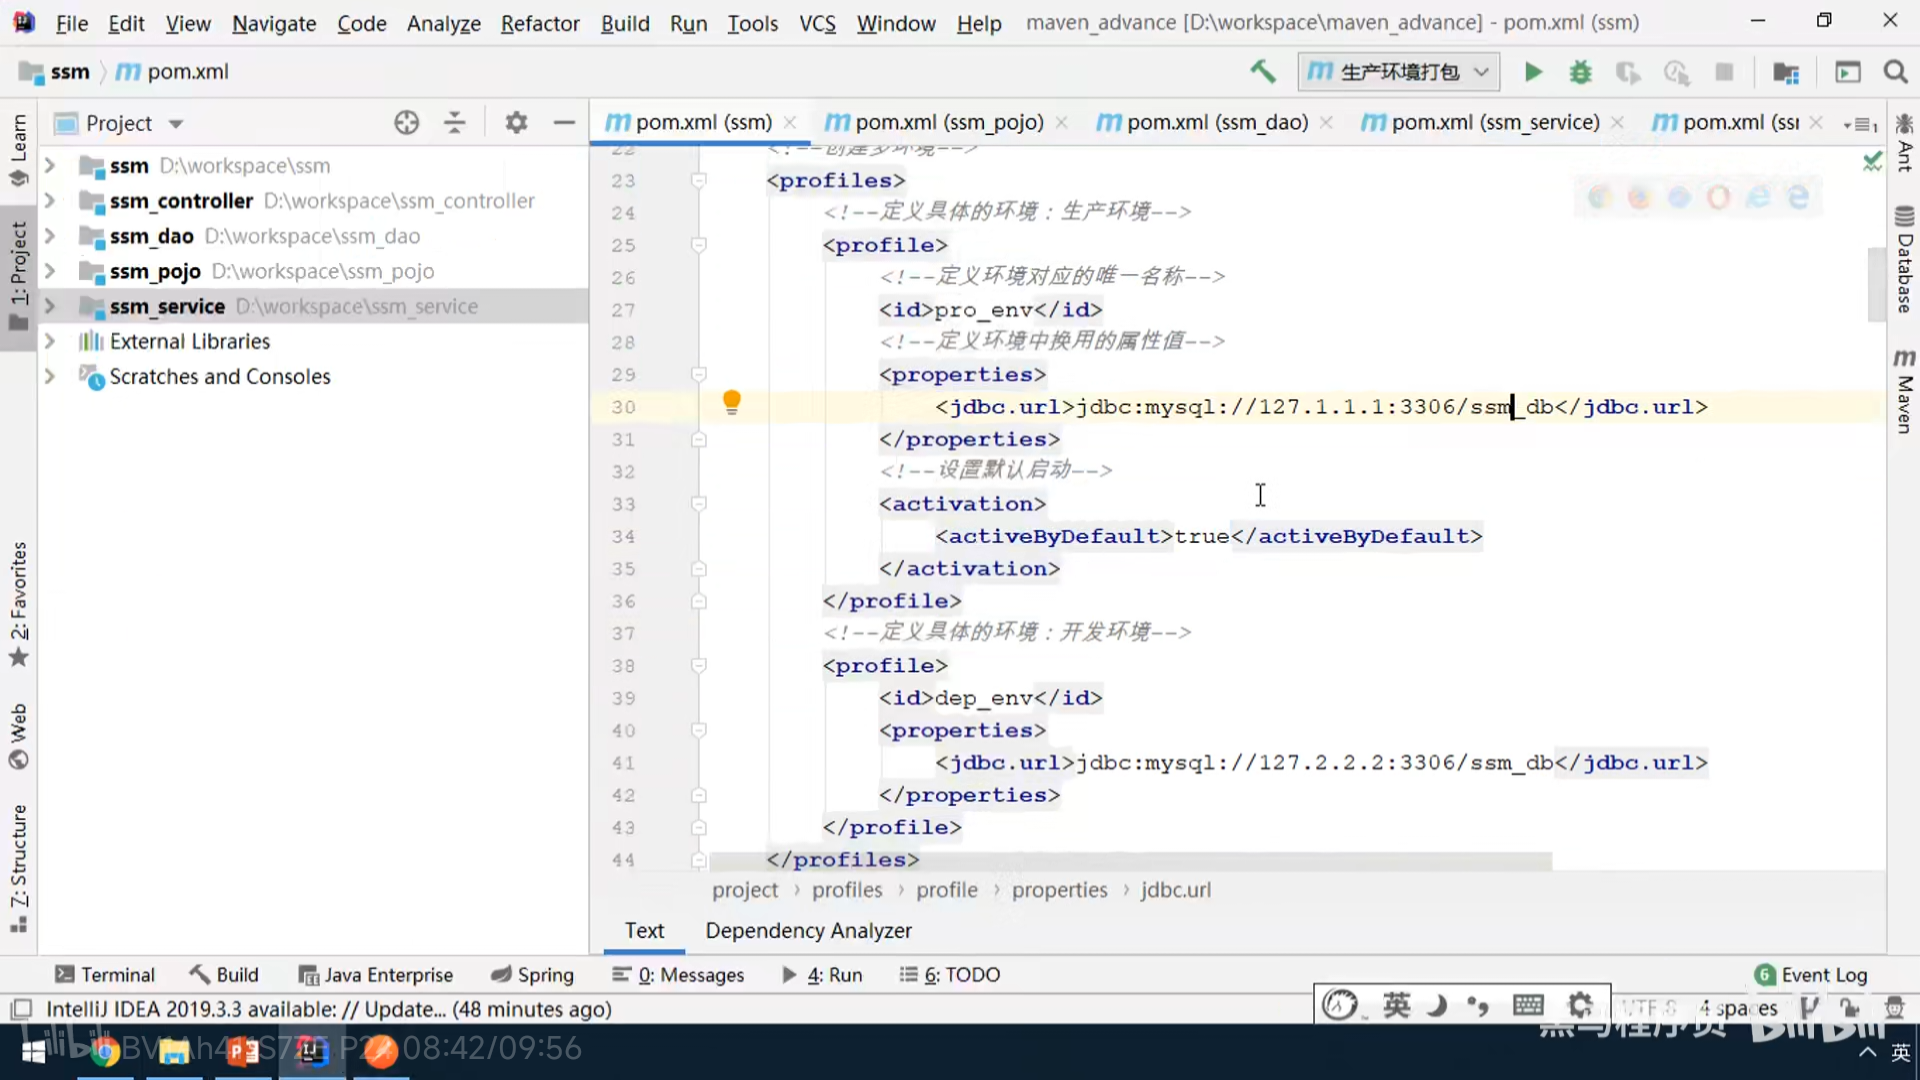 File Edit View Navigate Code Analyze Refactor Build Run Tools VCS Window Help maven_advance [D:\workspace\maven_advance] - pom.xml (ssm)
ssm pom.xml
生产环境打包
Project
pom.xml (ssm) pom.xml (ssm_pojo) pom.xml (ssm_dao) pom.xml (ssm_service) pom.xml (ssm
Learn
1: Project
2: Favorites
Web
Z: Structure
Ant
Database
Maven
ssm D:\workspace\ssm
ssm_controller D:\workspace\ssm_controller
ssm_dao D:\workspace\ssm_dao
ssm_pojo D:\workspace\ssm_pojo
ssm_service D:\workspace\ssm_service
External Libraries
Scratches and Consoles
22 <!--创建多环境-->
23 <profiles>
24 <!--定义具体的环境：生产环境-->
25 <profile>
26 <!--定义环境对应的唯一名称-->
27 <id>pro_env</id>
28 <!--定义环境中换用的属性值-->
29 <properties>
30 <jdbc.url>jdbc:mysql://127.1.1.1:3306/ssm_db</jdbc.url>
31 </properties>
32 <!--设置默认启动-->
33 <activation>
34 <activeByDefault>true</activeByDefault>
35 </activation>
36 </profile>
37 <!--定义具体的环境：开发环境-->
38 <profile>
39 <id>dep_env</id>
40 <properties>
41 <jdbc.url>jdbc:mysql://127.2.2.2:3306/ssm_db</jdbc.url>
42 </properties>
43 </profile>
44 </profiles>
project › profiles › profile › properties › jdbc.url
Text Dependency Analyzer
Terminal Build Java Enterprise Spring 0: Messages 4: Run 6: TODO 6 Event Log
IntelliJ IDEA 2019.3.3 available: // Update... (48 minutes ago) 英 UTF-8 4 spaces
黑马程序员 bilibili
P24 08:42/09:56 英